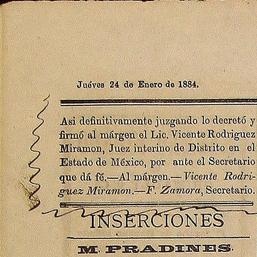 Juéves 24 de Enero de 1884.
Asi definitivamente juzgando lo decretó y
firmó al márgen el Lic. Vicente Rodriguez
Miramon, Juez interino de Distrito en el
Estado de México, por ante el Secretario
que dá fé.—Al márgen.—Vicente Rodri-
guez Miramon.—F. Zamora, Secretario.
INSERCIONES
M. PRADINES.